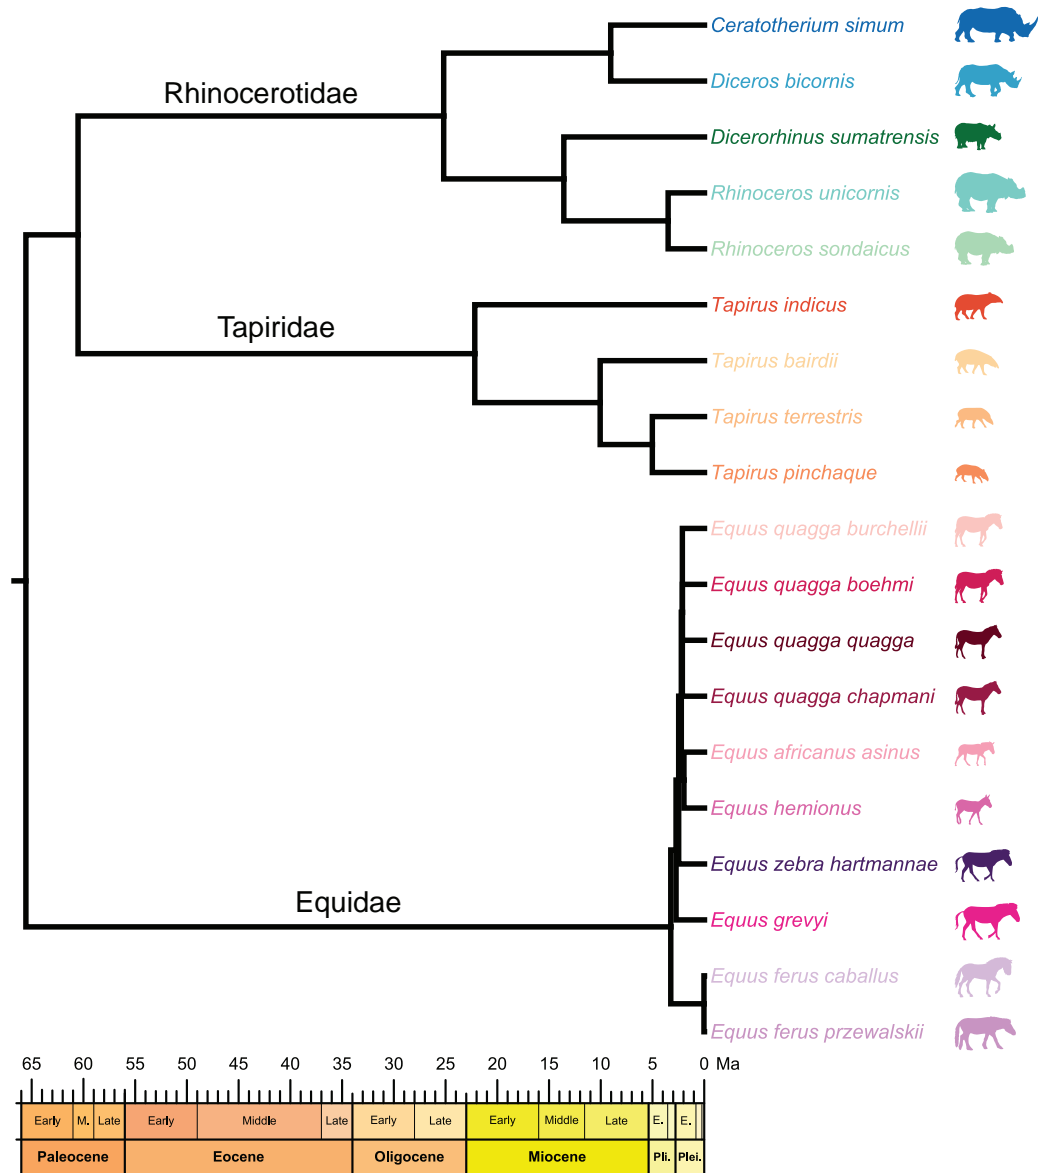 Ceratotherium simum
Diceros bicornis
Rhinocerotidae
Dicerorhinus sumatrensis
Rhinoceros unicornis
Rhinoceros sondaicus
Tapirus indicus
Tapiridae
Tapirus bairdii
Tapirus terrestris
Tapirus pinchaque
Equus quagga burchellii
Equus quagga boehmi
Equus quagga quagga
Equus quagga chapmani
Equus africanus asinus
Equus hemionus
Equus zebra hartmannae
Equidae
Equus grevyi
Equus ferus caballus
Equus ferus przewalskii
65 60 50 45 40 35 30 25 20 15 10 5 0 Ma
Early M. Late Early Middle Late Early Late Early Middle Late E. E.
Paleocene Eocene Oligocene Miocene Pli. Plei.